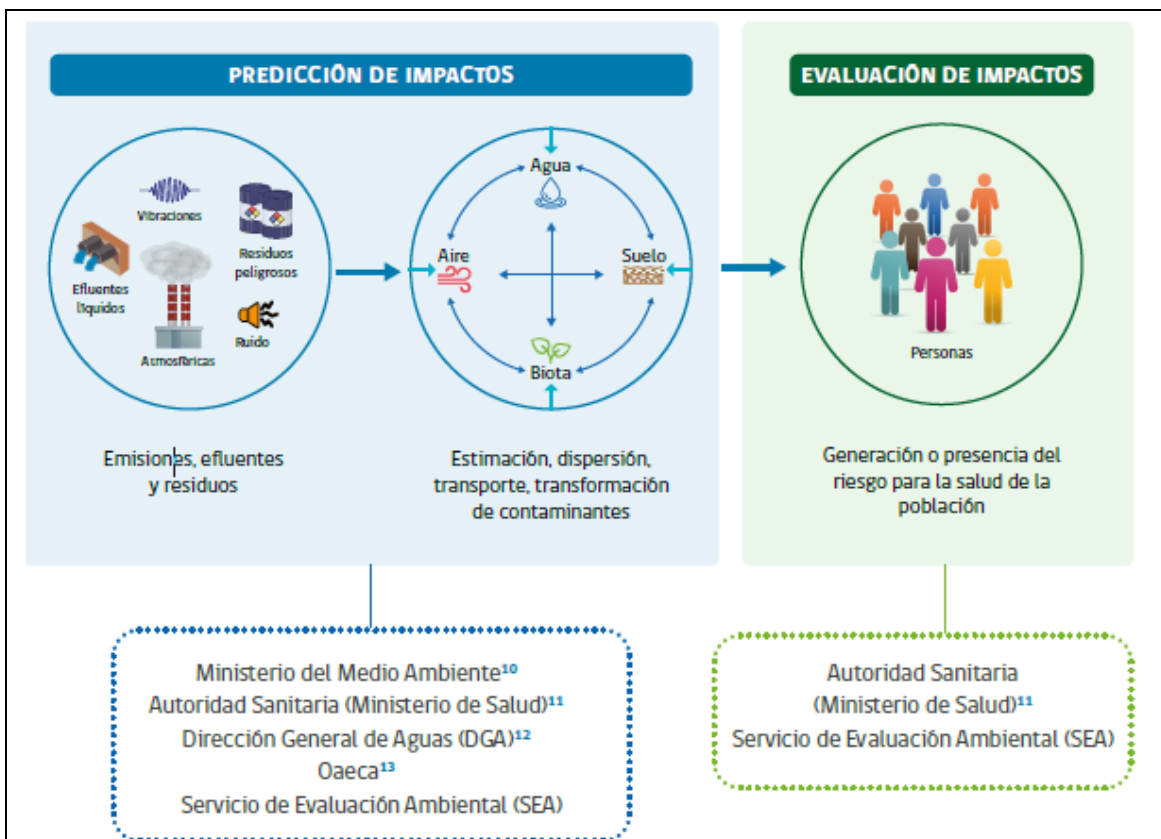 PREDICCIÓN DE IMPACTOS
Vibraciones
Residuos
peligrosos
Efluentes
líquidos
Atmosféricas
Ruido
Emisiones, efluentes
y residuos
Agua
Aire
Suelo
Biota
Estimación, dispersión,
transporte, transformación
de contaminantes
EVALUACIÓN DE IMPACTOS
Personas
Generación o presencia del
riesgo para la salud de la
población
Ministerio del Medio Ambiente¹⁰
Autoridad Sanitaria (Ministerio de Salud)¹¹
Dirección General de Aguas (DGA)¹²
Oaeca¹³
Servicio de Evaluación Ambiental (SEA)
Autoridad Sanitaria
(Ministerio de Salud)¹¹
Servicio de Evaluación Ambiental (SEA)